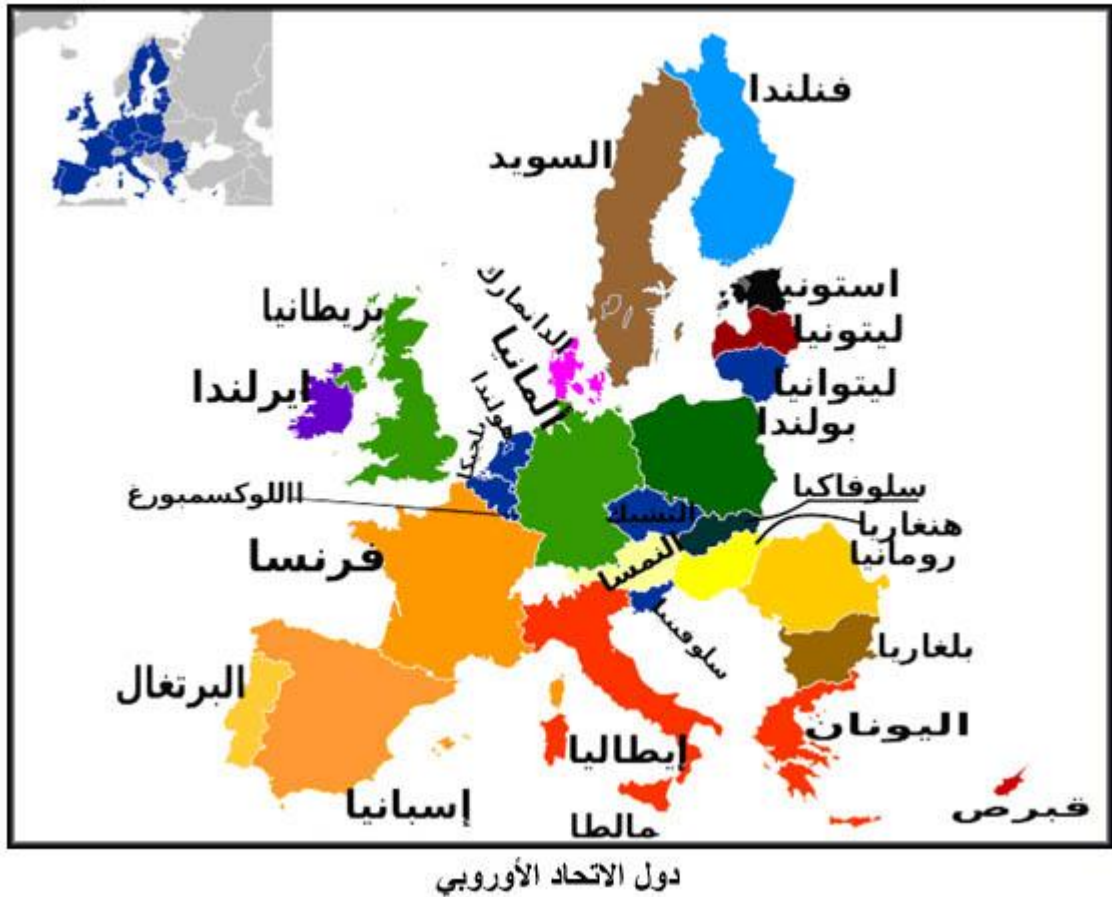 فنلندا
السويد
استونيا
الدانمارك
بريطانيا
ليتونيا
ألمانيا
ايرلندا
ليتوانيا
هولندا
بولندا
بلجيكا
سلوفاكيا
االلوكسمبورغ
التشيك
هنغاريا
رومانيا
فرنسا
النمسا
سلوفينيا
بلغاريا
البرتغال
اليونان
إيطاليا
إسبانيا
قبرص
مالطا
دول الاتحاد الأوروبي